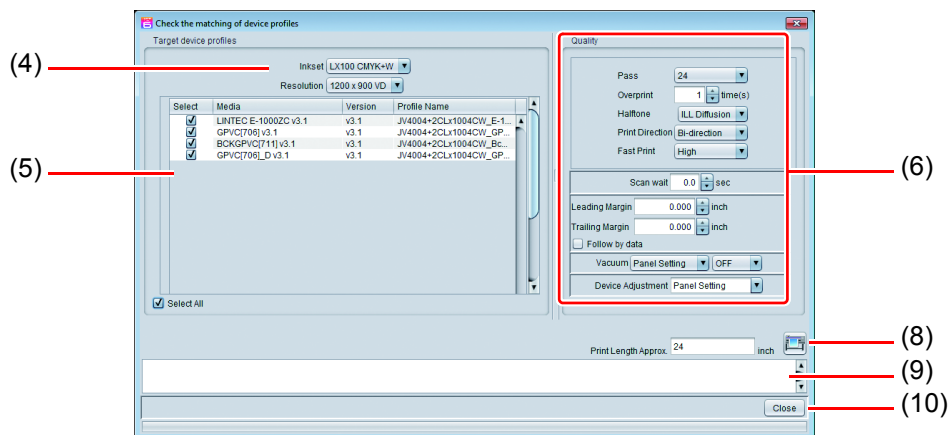 Check the matching of device profiles
Target device profiles
Quality
(4)
Inkset LX100 CMYK+W
Resolution 1200 x 900 VD
Select Media Version Profile Name
LINTEC E-1000ZC v3.1 v3.1 JV4004+2CLx1004CW_E-1...
GPVC[706] v3.1 v3.1 JV4004+2CLx1004CW_GP...
BCKGPVC[711] v3.1 v3.1 JV4004+2CLx1004CW_Bc...
GPVC[706]_D v3.1 v3.1 JV4004+2CLx1004CW_GP...
(5)
Select All
Pass 24
Overprint 1 time(s)
Halftone ILL Diffusion
Print Direction Bi-direction
Fast Print High
(6)
Scan wait 0.0 sec
Leading Margin 0.000 inch
Trailing Margin 0.000 inch
Follow by data
Vacuum Panel Setting OFF
Device Adjustment Panel Setting
Print Length Approx. 24 inch
(8)
(9)
Close
(10)